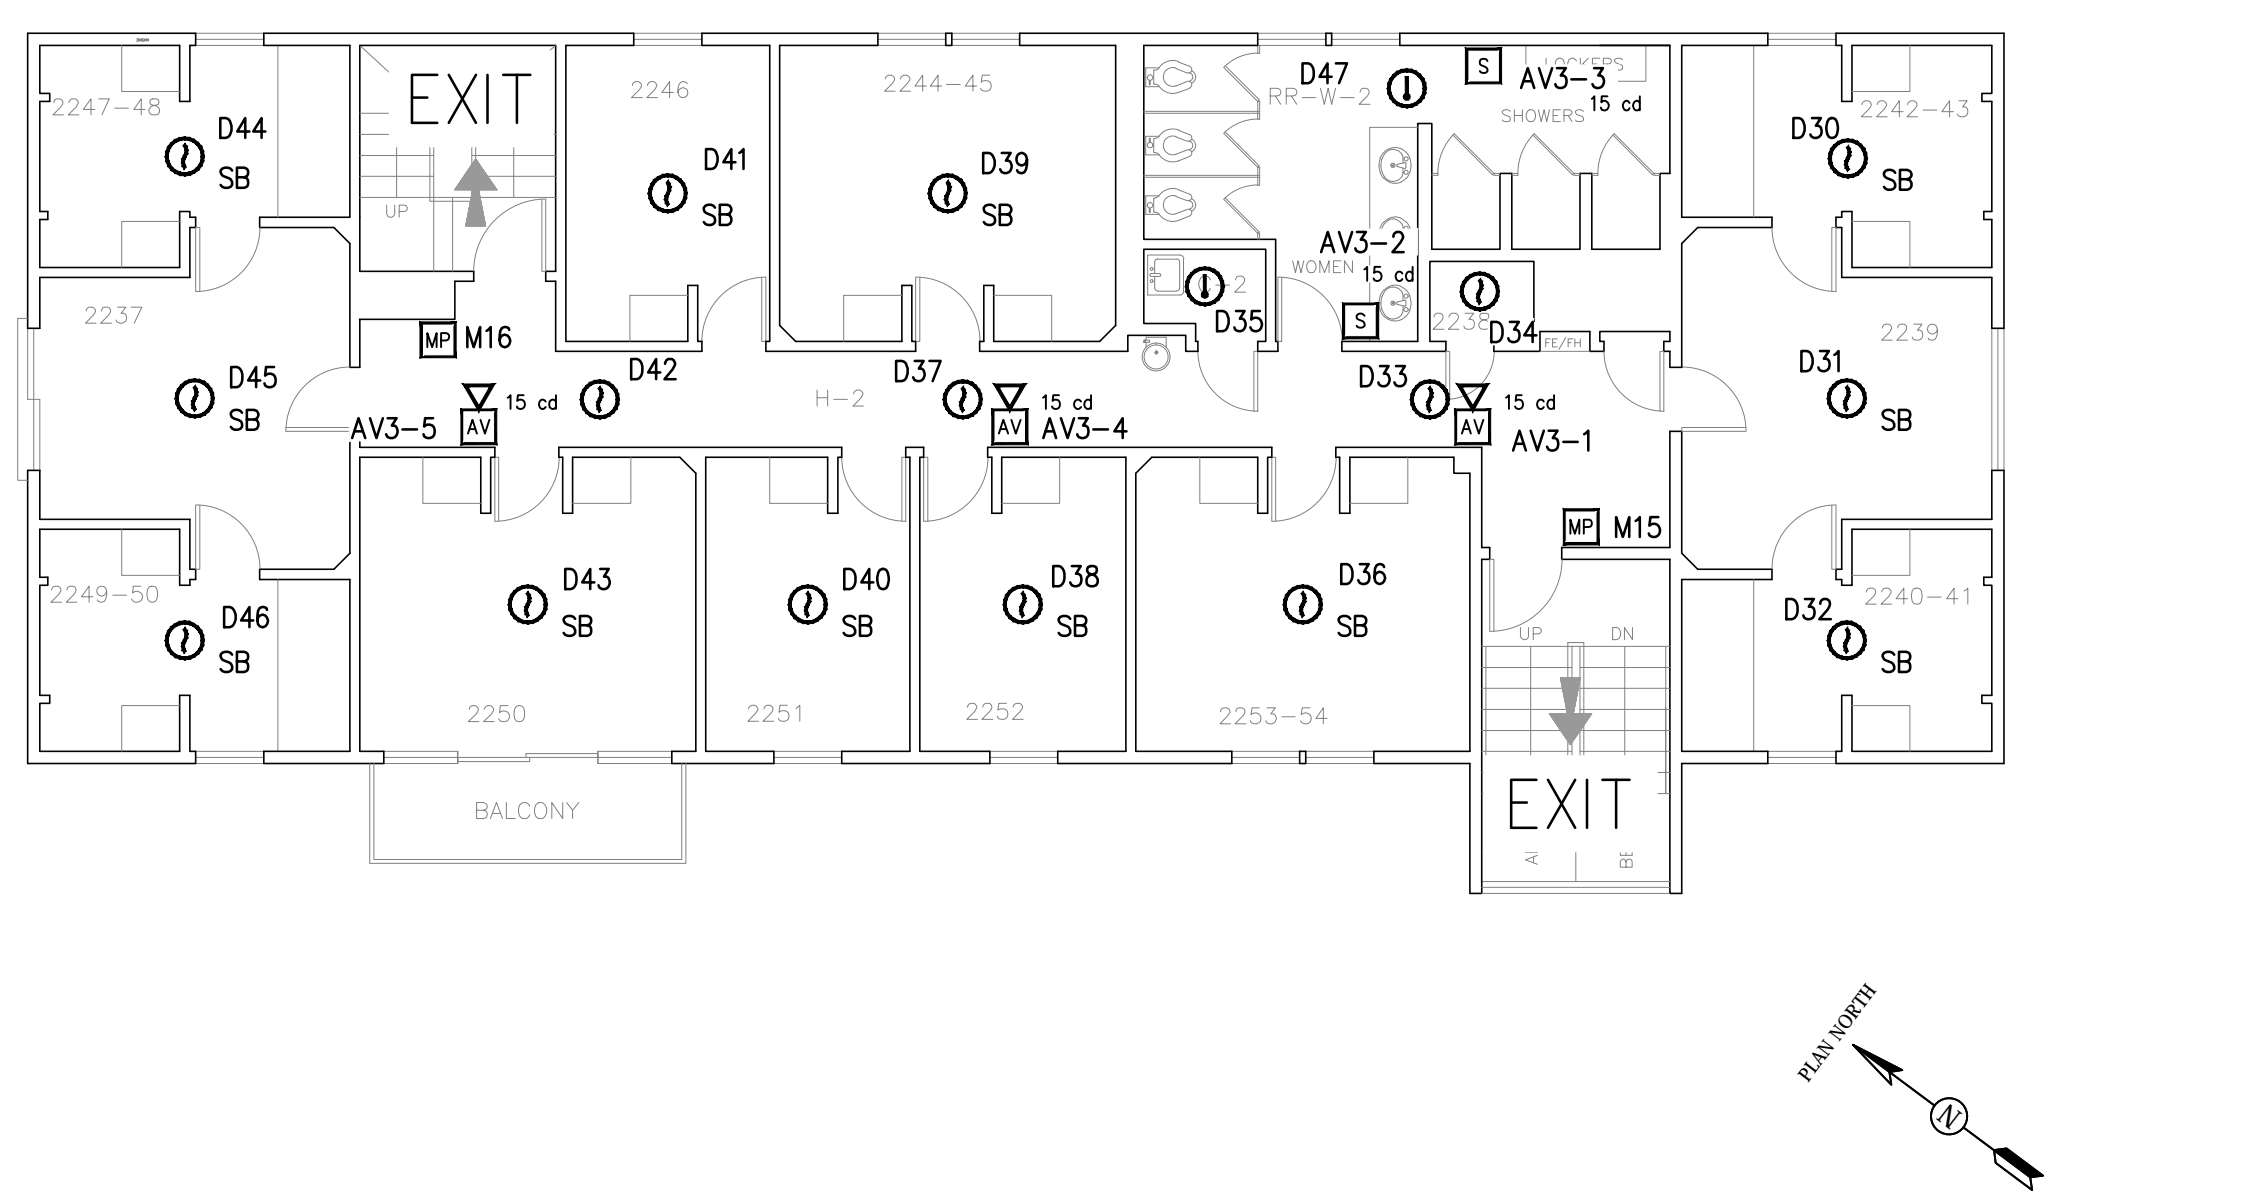 EXIT
2247-48
D44
SB
UP
2246
D41
SB
2244-45
D39
SB
D47
RR-W-2
S
LOCKERS
AV3-3
15 cd
SHOWERS
D30
2242-43
SB
AV3-2
WOMEN
15 cd
S
D35
2238
D34
FE/FH
2237
MP
M16
D45
SB
AV3-5
15 cd
AV
D42
H-2
D37
15 cd
AV
AV3-4
D33
15 cd
AV
AV3-1
D31
2239
SB
MP
M15
2249-50
D46
SB
D43
SB
2250
D40
SB
2251
D38
SB
2252
D36
SB
2253-54
UP
DN
D32
2240-41
SB
BALCONY
EXIT
PLAN NORTH
N